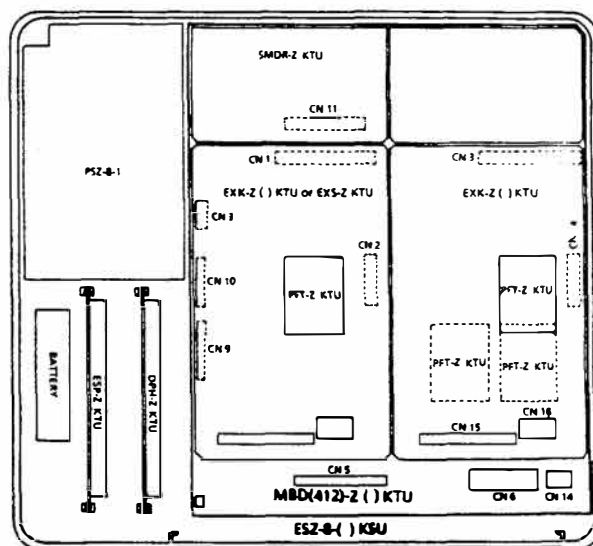 SMDR-Z KTU
CN 11
PSZ-8-1
CN 1
CN 3
EXK-Z ( ) KTU or EXS-Z KTU
EXK-Z ( ) KTU
CN 3
CN 2
CN 10
PFT-Z KTU
PFT-Z KTU
CN 9
PFT-Z KTU
PFT-Z KTU
BATTERY
ESP-Z KTU
DPH-Z KTU
CN 16
CN 15
CN 5
MBD(412)-Z ( ) KTU
CN 6
CN 14
ESZ-8-( ) KSU